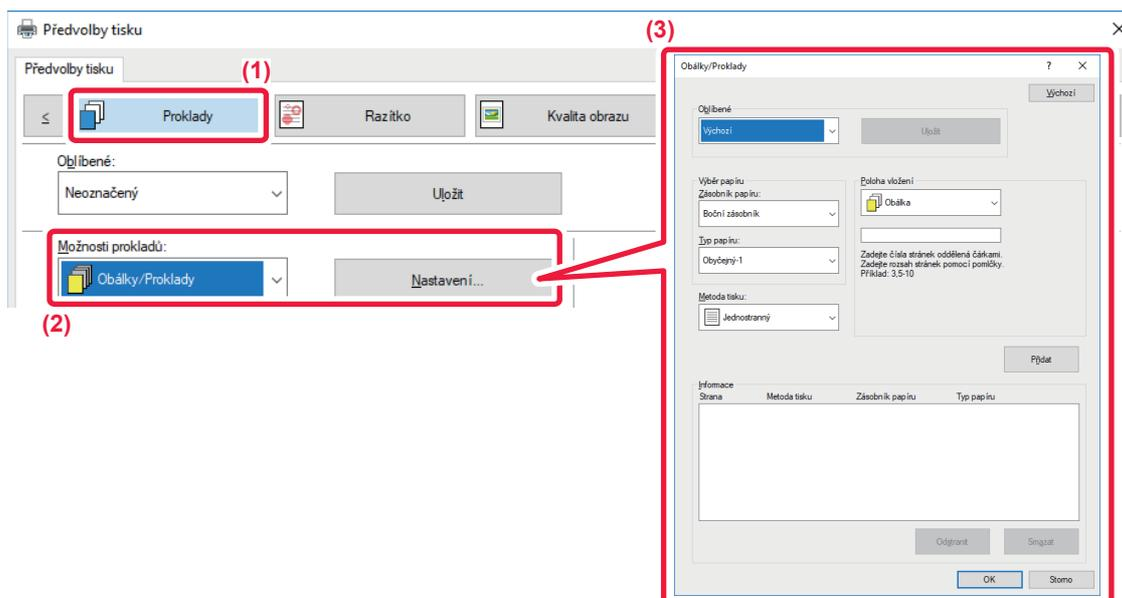 Předvolby tisku
(3)
Předvolby tisku
(1)
≤
Proklady
Razítko
Kvalita obrazu
Oblíbené:
Neoznačený
Uložit
Možnosti prokladů:
Obálky/Proklady
Nastavení...
(2)
Obálky/Proklady
?
Výchozí
Oblíbené
Výchozí
Uložit
Výběr papíru
Zásobník papíru:
Boční zásobník
Typ papíru:
Obyčejný-1
Metoda tisku:
Jednostranný
Poloha vložení
Obálka
Zadejte čísla stránek oddělená čárkami.
Zadejte rozsah stránek pomocí pomlčky.
Příklad: 3,5-10
Přidat
Informace
Strana Metoda tisku Zásobník papíru Typ papíru
Odstranit Smazat
OK Storno